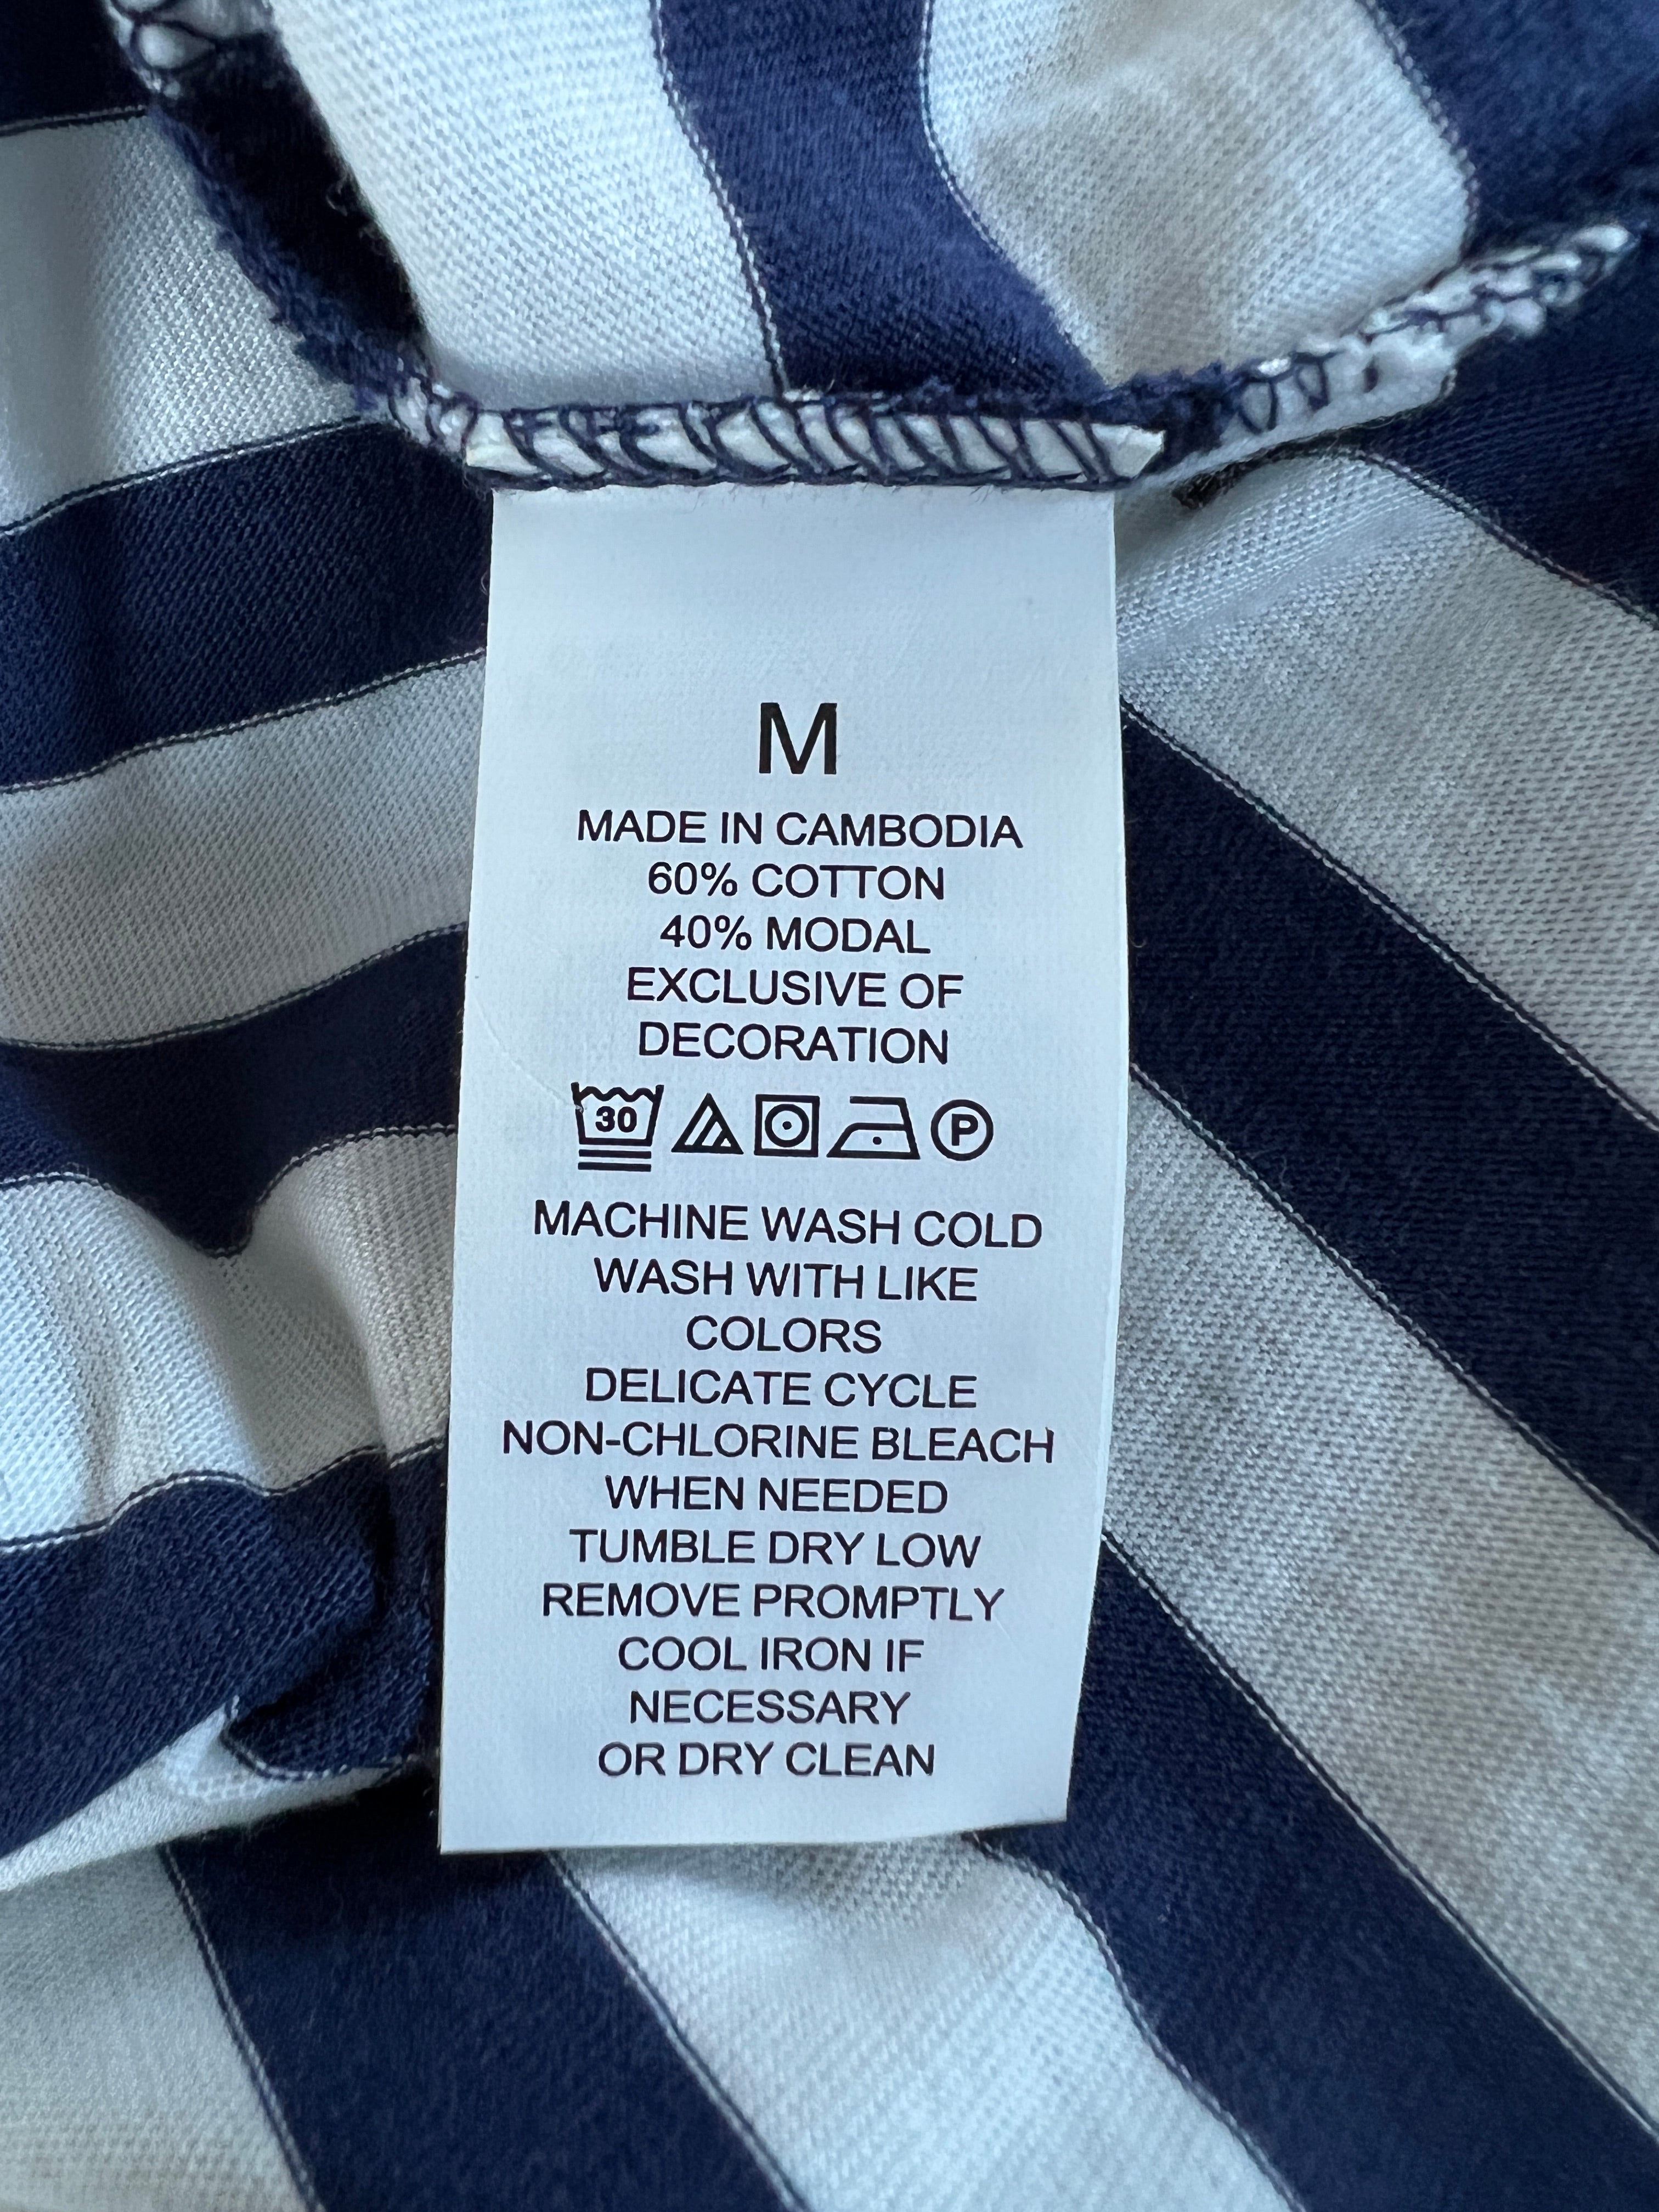 M
MADE IN CAMBODIA
60% COTTON
40% MODAL
EXCLUSIVE OF
DECORATION
30 P
MACHINE WASH COLD
WASH WITH LIKE
COLORS
DELICATE CYCLE
NON-CHLORINE BLEACH
WHEN NEEDED
TUMBLE DRY LOW
REMOVE PROMPTLY
COOL IRON IF
NECESSARY
OR DRY CLEAN